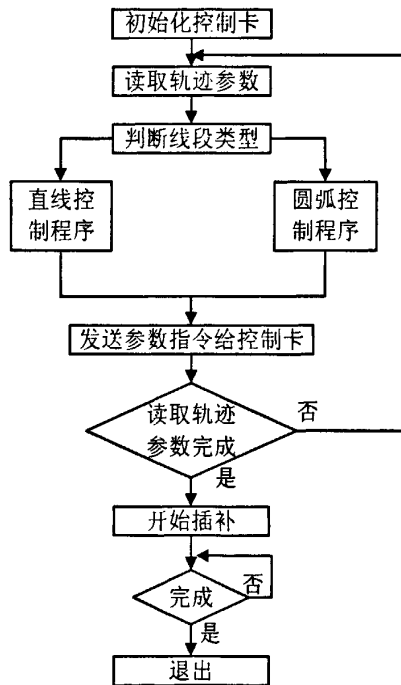 初始化控制卡
读取轨迹参数
判断线段类型
直线控
制程序
圆弧控
制程序
发送参数指令给控制卡
读取轨迹
参数完成
否
是
开始插补
完成
否
是
退出